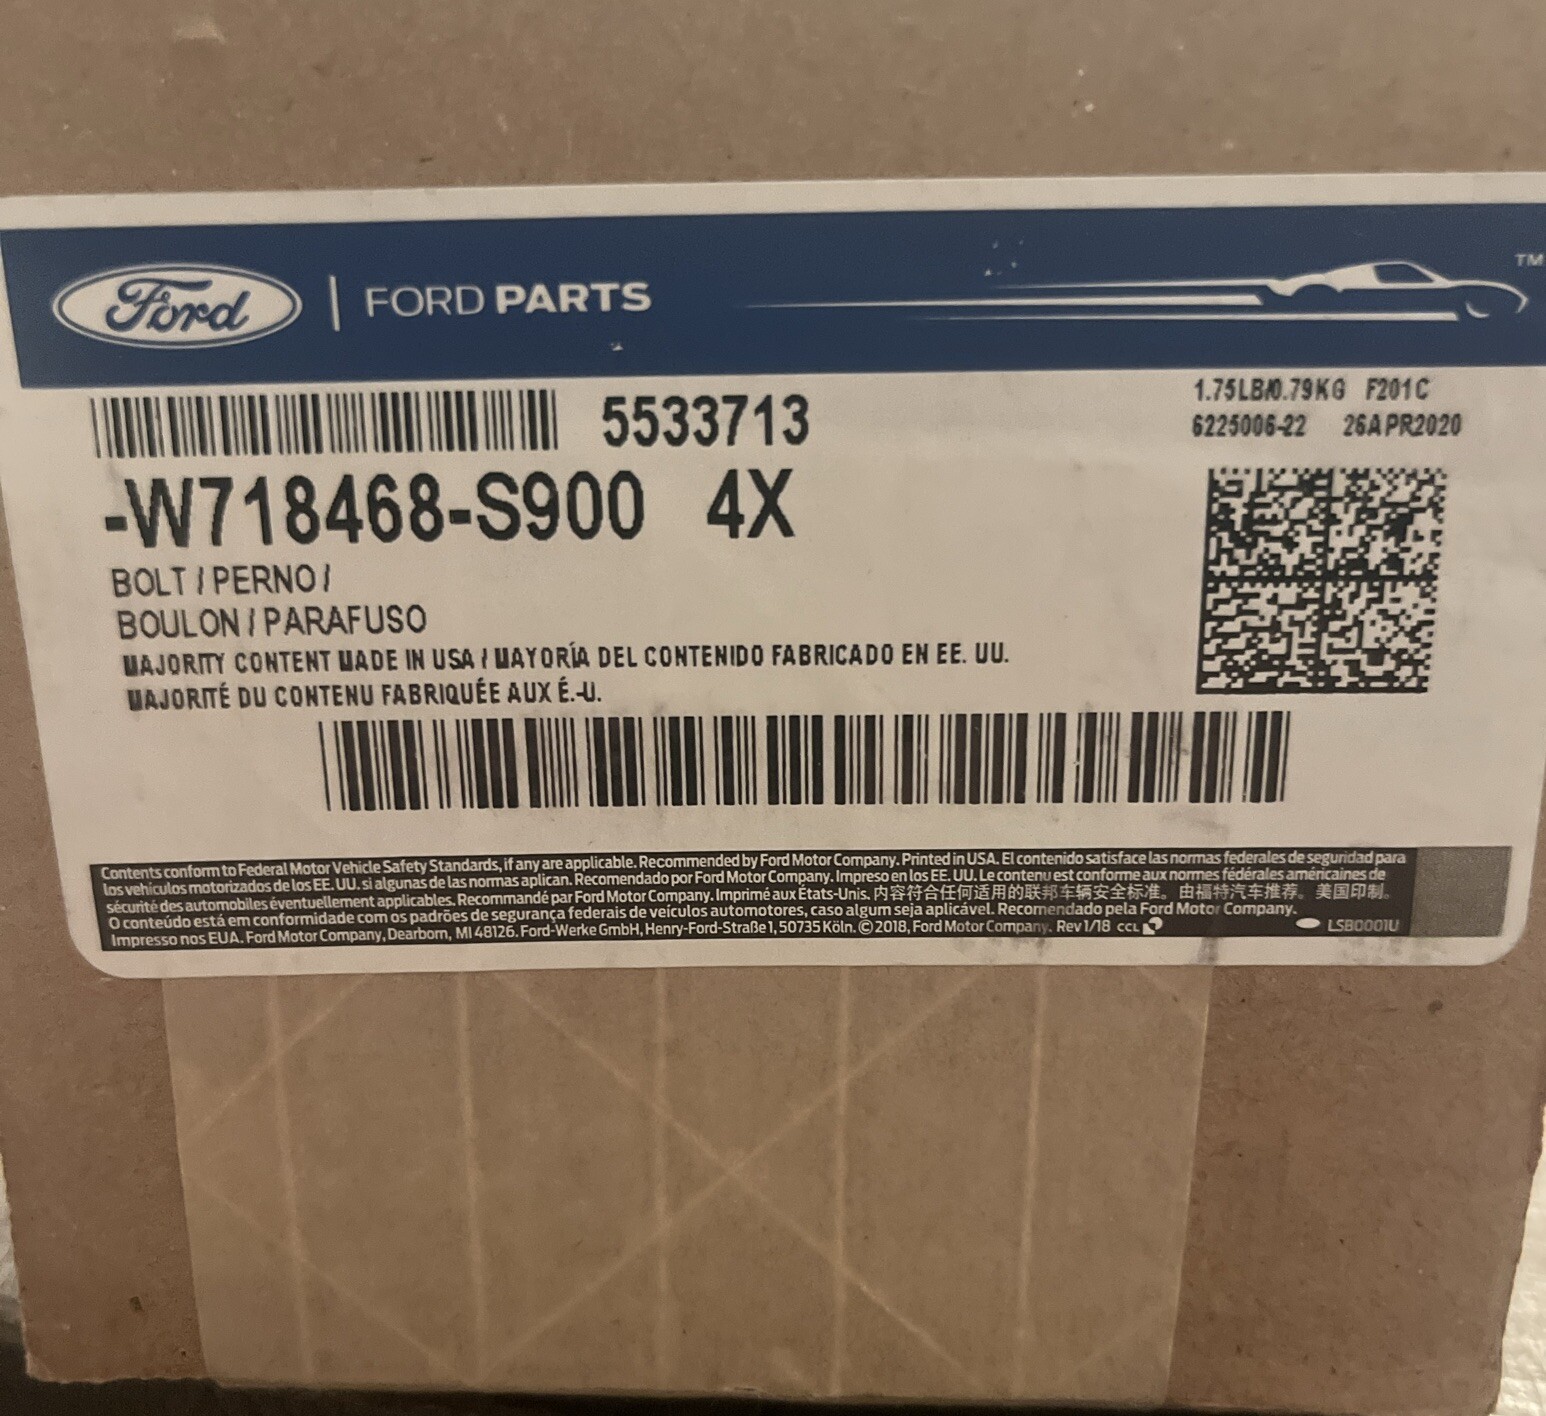 Ford | FORD PARTS
TM
5533713
1.75LB/0.79KG F201C
6225006-22 26APR2020
-W718468-S900 4X
BOLT / PERNO /
BOULON / PARAFUSO
MAJORITY CONTENT MADE IN USA / MAYORÍA DEL CONTENIDO FABRICADO EN EE. UU.
MAJORITÉ DU CONTENU FABRIQUÉE AUX É.-U.
Contents conform to Federal Motor Vehicle Safety Standards, if any are applicable. Recommended by Ford Motor Company. Printed in USA. El contenido satisface las normas federales de seguridad para
los vehículos motorizados de los EE. UU. si algunas de las normas aplican. Recomendado por Ford Motor Company. Impreso en los EE. UU. Le contenu est conforme aux normes fédérales américaines de
sécurité des automobiles éventuellement applicables. Recommandé par Ford Motor Company. Imprimé aux États-Unis. 内容符合任何适用的联邦车辆安全标准。由福特汽车推荐。美国印制。
O conteúdo está em conformidade com os padrões de segurança federais de veículos automotores, caso algum seja aplicável. Recomendado pela Ford Motor Company.
Impresso nos EUA. Ford Motor Company, Dearborn, MI 48126. Ford-Werke GmbH, Henry-Ford-Straße 1, 50735 Köln. © 2018, Ford Motor Company. Rev 1/18 CCL LSB0001U